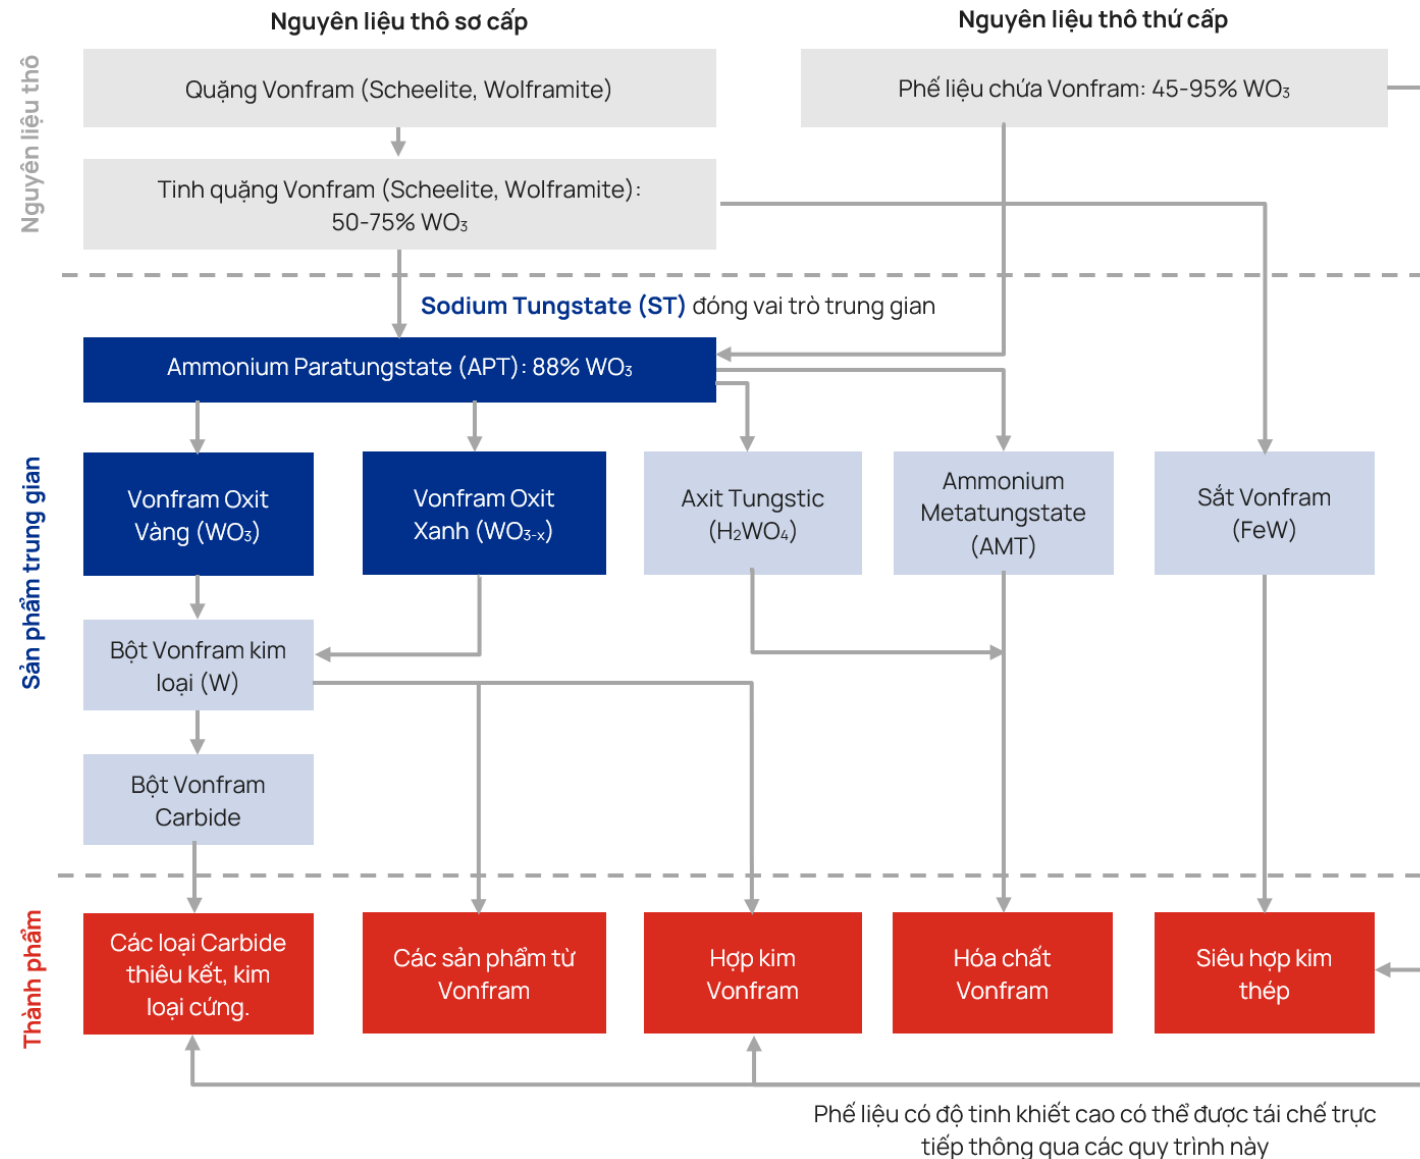 Nguyên liệu thô sơ cấp
Nguyên liệu thô thứ cấp
Nguyên liệu thô
Quặng Vonfram (Scheelite, Wolframite)
Phế liệu chứa Vonfram: 45-95% WO₃
Tinh quặng Vonfram (Scheelite, Wolframite):
50-75% WO₃
Sodium Tungstate (ST) đóng vai trò trung gian
Ammonium Paratungstate (APT): 88% WO₃
Sản phẩm trung gian
Vonfram Oxit
Vàng (WO₃)
Vonfram Oxit
Xanh (WO₃₋ₓ)
Axit Tungstic
(H₂WO₄)
Ammonium
Metatungstate
(AMT)
Sắt Vonfram
(FeW)
Bột Vonfram kim
loại (W)
Bột Vonfram
Carbide
Thành phẩm
Các loại Carbide
thiêu kết, kim
loại cứng.
Các sản phẩm từ
Vonfram
Hợp kim
Vonfram
Hóa chất
Vonfram
Siêu hợp kim
thép
Phế liệu có độ tinh khiết cao có thể được tái chế trực
tiếp thông qua các quy trình này